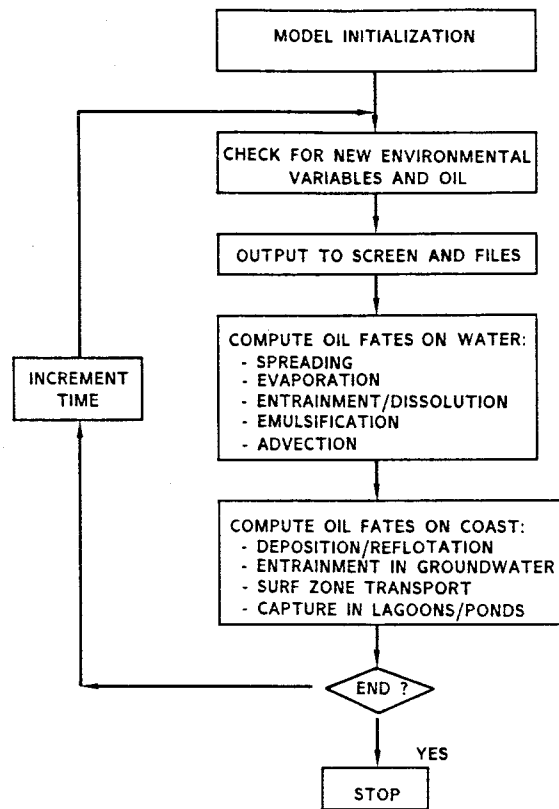 MODEL INITIALIZATION
CHECK FOR NEW ENVIRONMENTAL
VARIABLES AND OIL
OUTPUT TO SCREEN AND FILES
COMPUTE OIL FATES ON WATER:
- SPREADING
- EVAPORATION
- ENTRAINMENT/DISSOLUTION
- EMULSIFICATION
- ADVECTION
INCREMENT
TIME
COMPUTE OIL FATES ON COAST:
- DEPOSITION/REFLOTATION
- ENTRAINMENT IN GROUNDWATER
- SURF ZONE TRANSPORT
- CAPTURE IN LAGOONS/PONDS
END ?
YES
STOP